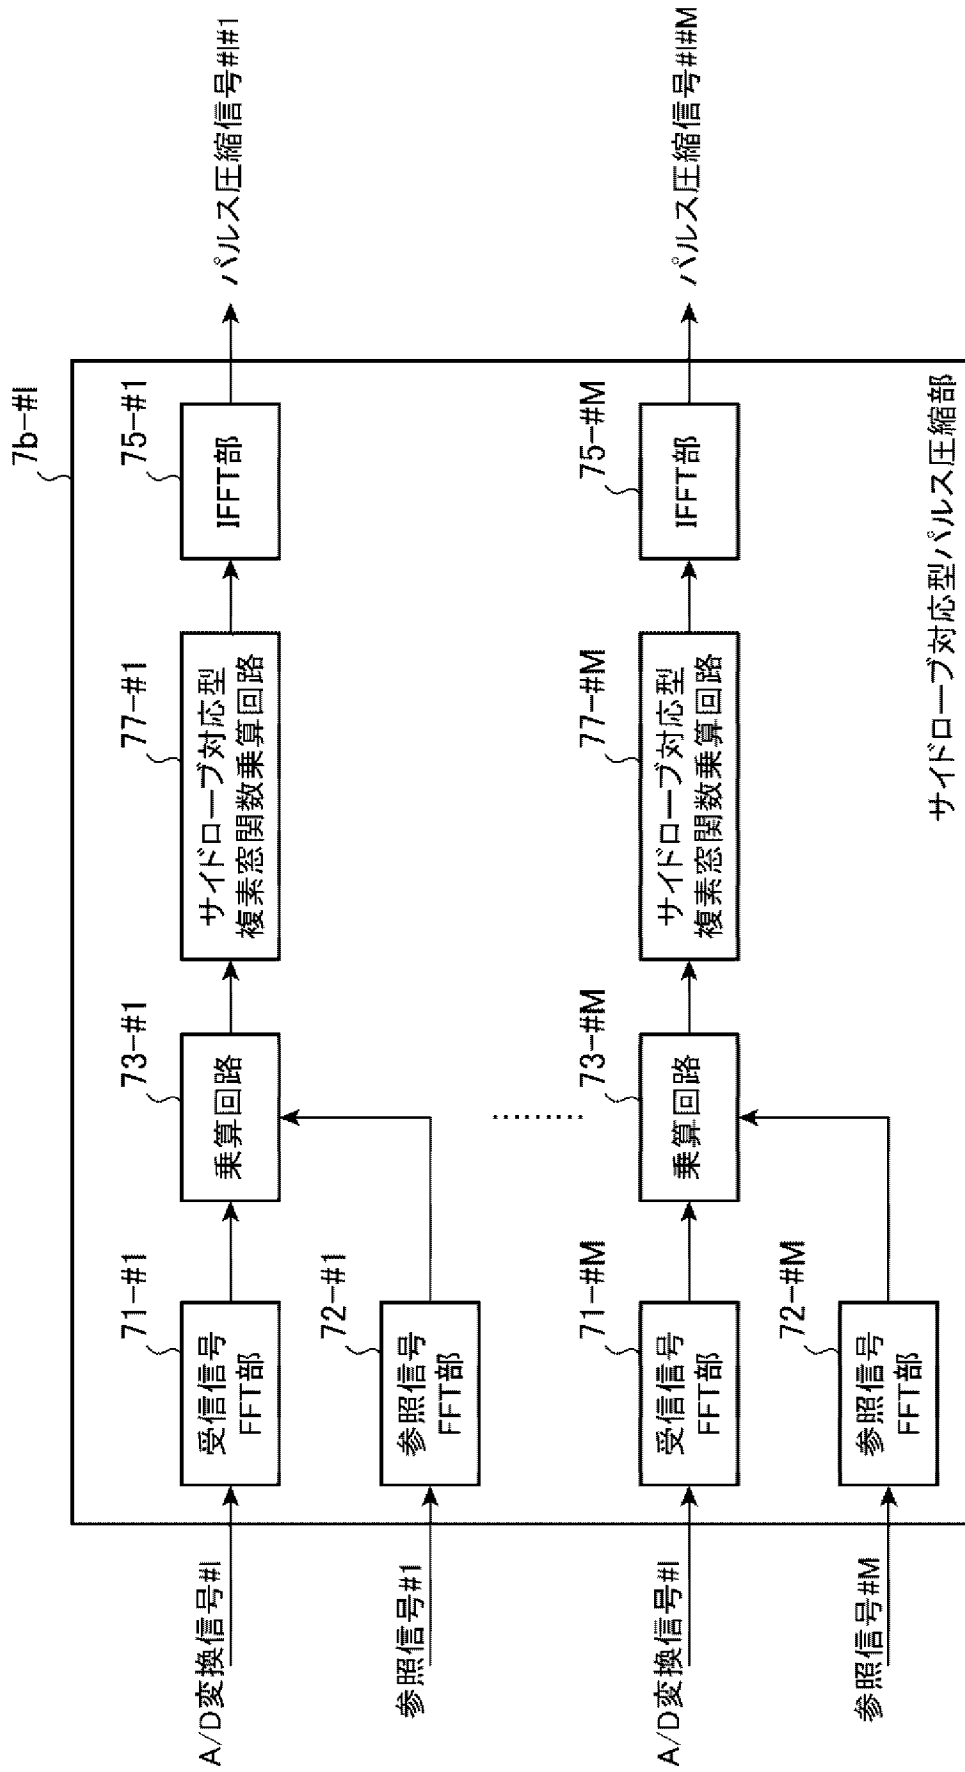 7b-#I
A/D変換信号#I
71-#1
受信信号
FFT部
73-#1
乗算回路
77-#1
サイドローブ対応型
複素窓関数乗算回路
75-#1
IFFT部
パルス圧縮信号#I#1
参照信号#1
72-#1
参照信号
FFT部
A/D変換信号#I
71-#M
受信信号
FFT部
73-#M
乗算回路
77-#M
サイドローブ対応型
複素窓関数乗算回路
75-#M
IFFT部
パルス圧縮信号#I#M
参照信号#M
72-#M
参照信号
FFT部
サイドローブ対応型パルス圧縮部